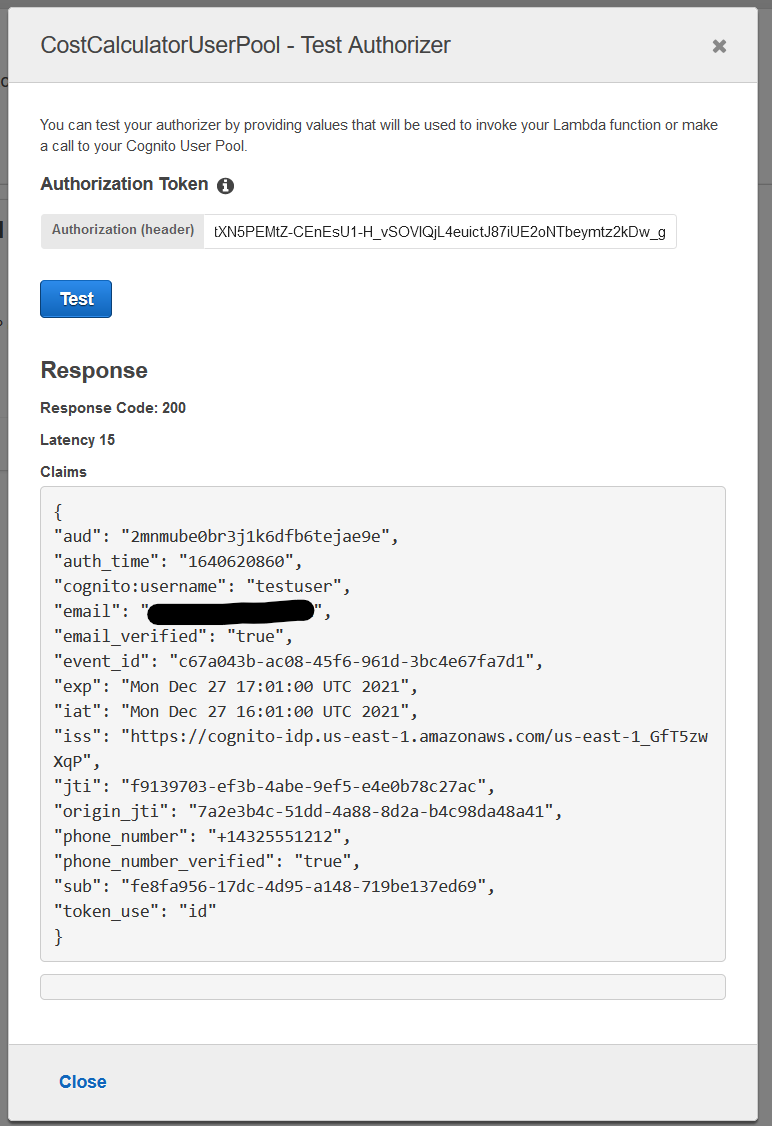 CostCalculatorUserPool - Test Authorizer
You can test your authorizer by providing values that will be used to invoke your Lambda function or make
a call to your Cognito User Pool.
Authorization Token
Authorization (header) tXN5PEMtZ-CEnEsU1-H_vSOVlQjL4euictJ87iUE2oNTbeymtz2kDw_g
Test
Response
Response Code: 200
Latency 15
Claims
{
"aud": "2mnmube0br3j1k6dfb6tejae9e",
"auth_time": "1640620860",
"cognito:username": "testuser",
"email": "",
"email_verified": "true",
"event_id": "c67a043b-ac08-45f6-961d-3bc4e67fa7d1",
"exp": "Mon Dec 27 17:01:00 UTC 2021",
"iat": "Mon Dec 27 16:01:00 UTC 2021",
"iss": "https://cognito-idp.us-east-1.amazonaws.com/us-east-1_GfT5zw
XqP",
"jti": "f9139703-ef3b-4abe-9ef5-e4e0b78c27ac",
"origin_jti": "7a2e3b4c-51dd-4a88-8d2a-b4c98da48a41",
"phone_number": "+14325551212",
"phone_number_verified": "true",
"sub": "fe8fa956-17dc-4d95-a148-719be137ed69",
"token_use": "id"
}
Close